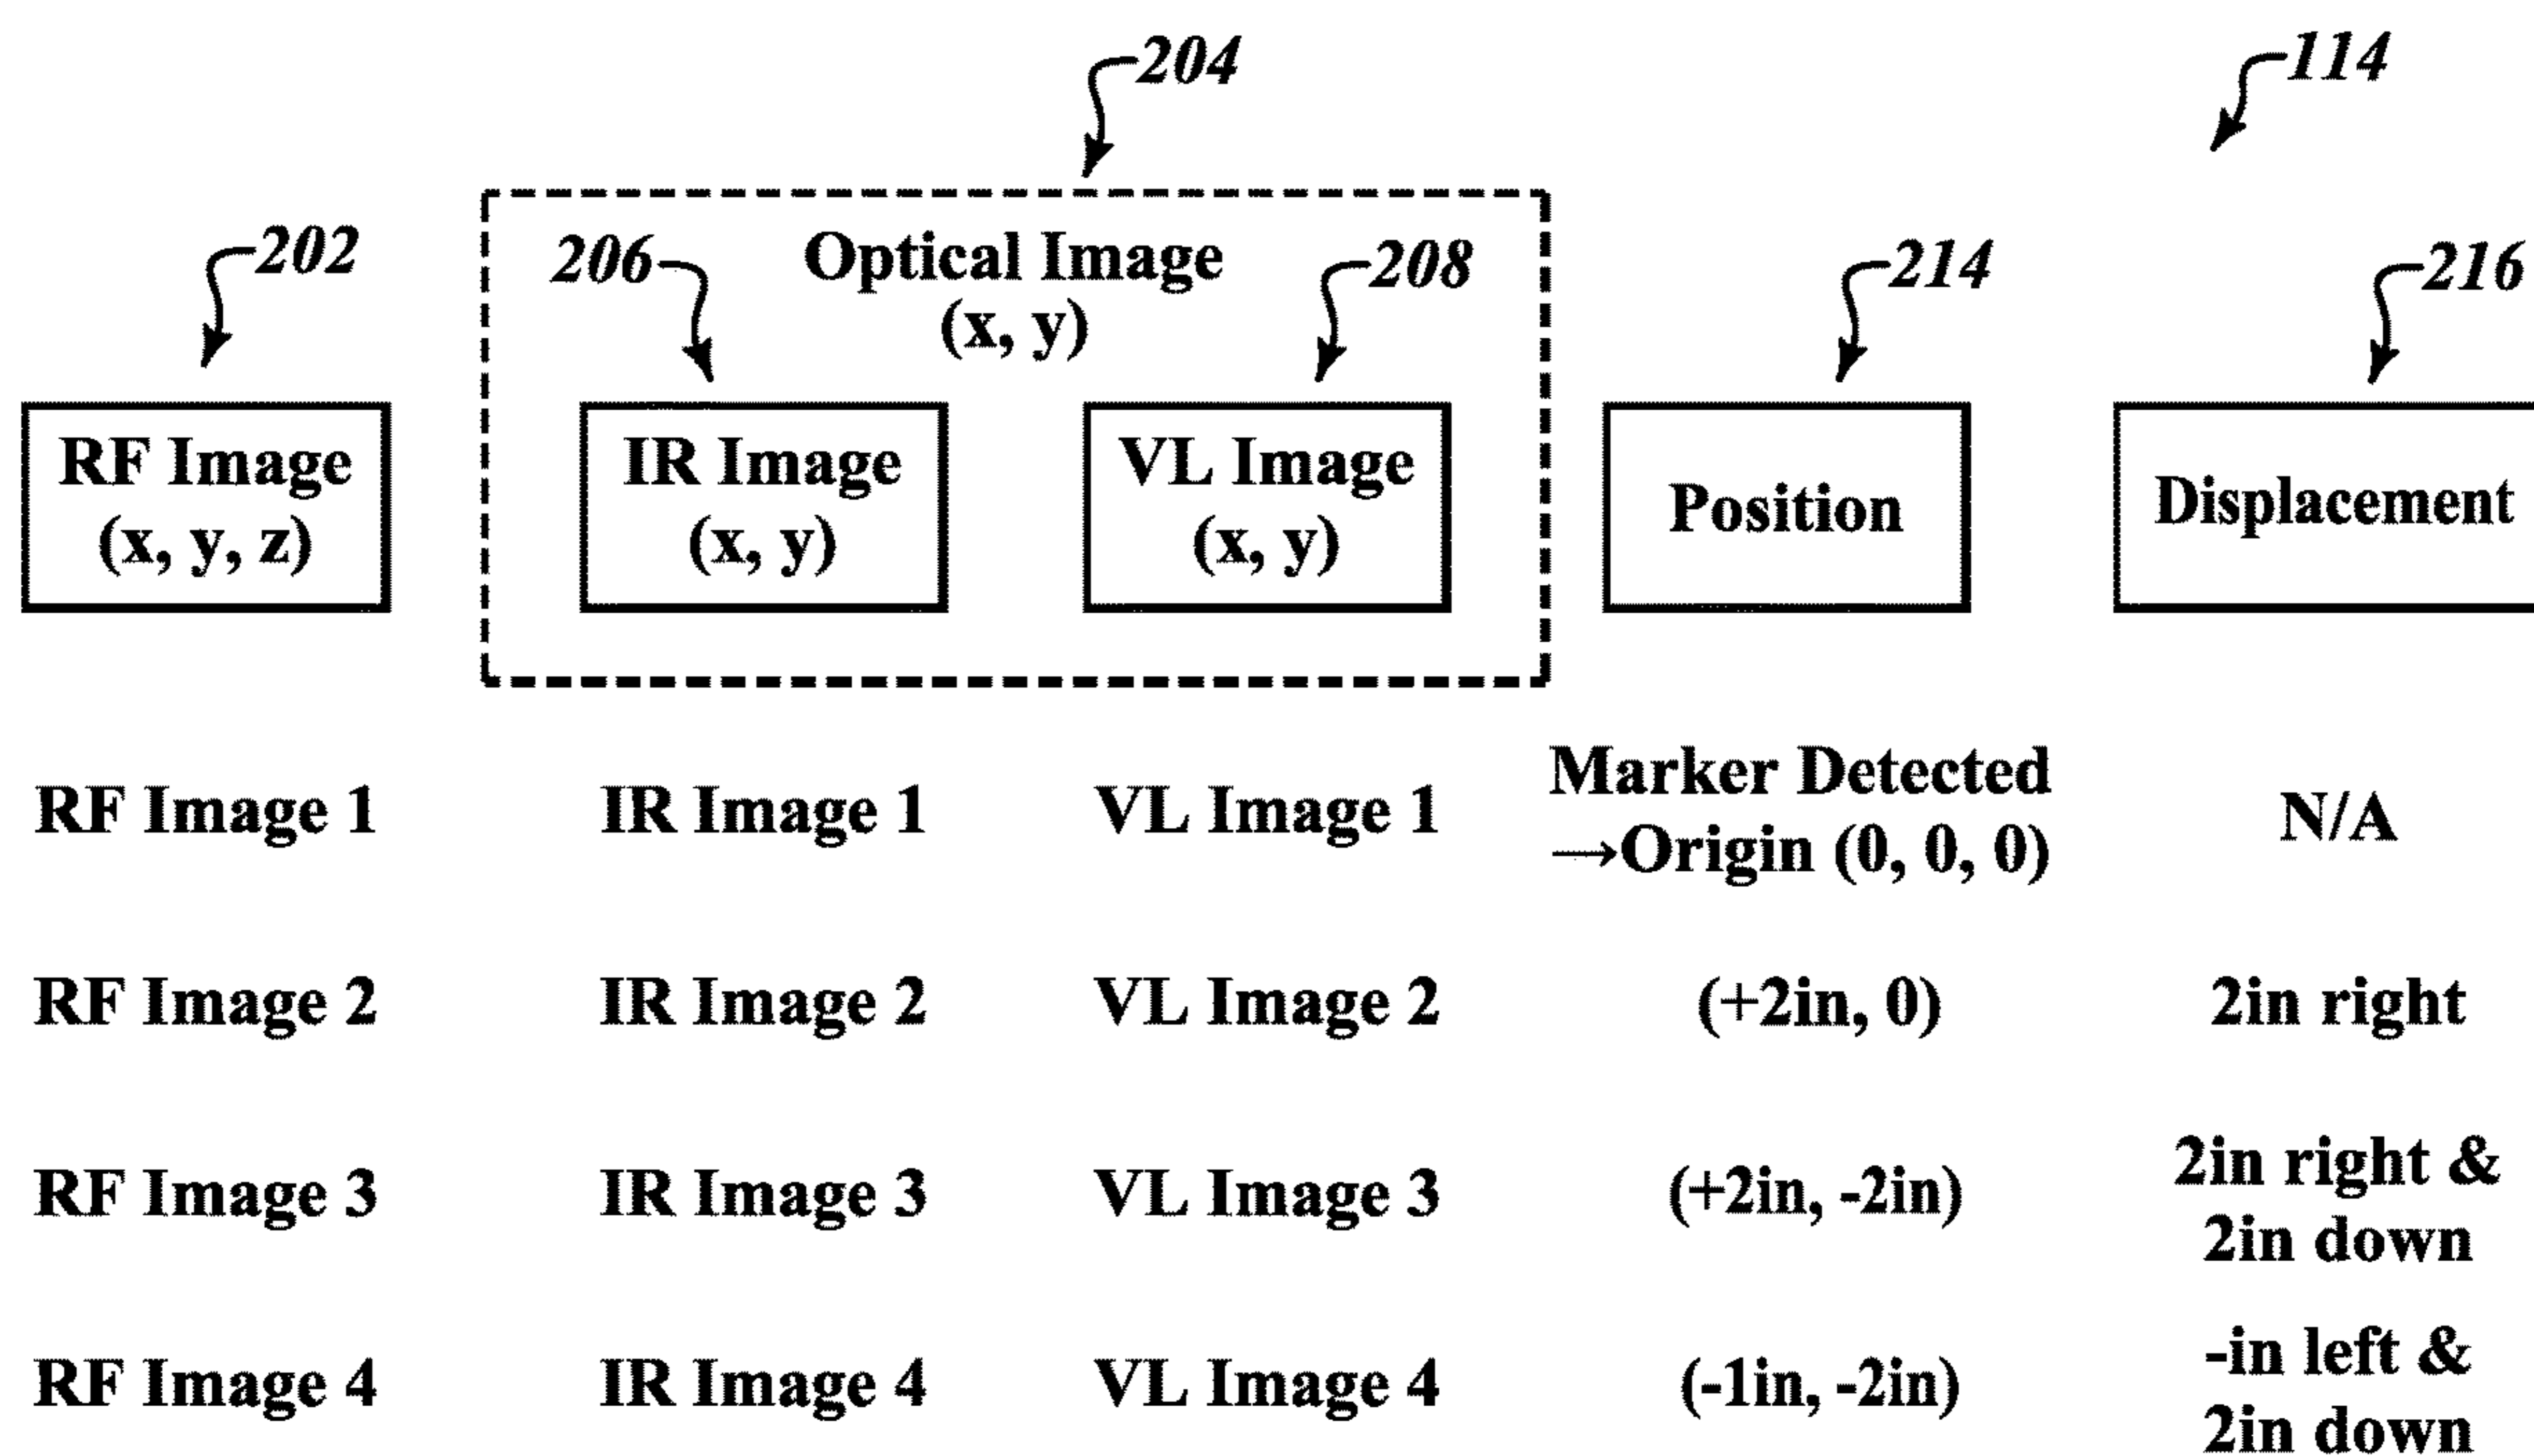 204
114
202
206
Optical Image
(x, y)
208
214
216
RF Image
(x, y, z)
IR Image
(x, y)
VL Image
(x, y)
Position
Displacement
RF Image 1
IR Image 1
VL Image 1
Marker Detected
→Origin (0, 0, 0)
N/A
RF Image 2
IR Image 2
VL Image 2
(+2in, 0)
2in right
RF Image 3
IR Image 3
VL Image 3
(+2in, -2in)
2in right &
2in down
RF Image 4
IR Image 4
VL Image 4
(-1in, -2in)
-in left &
2in down